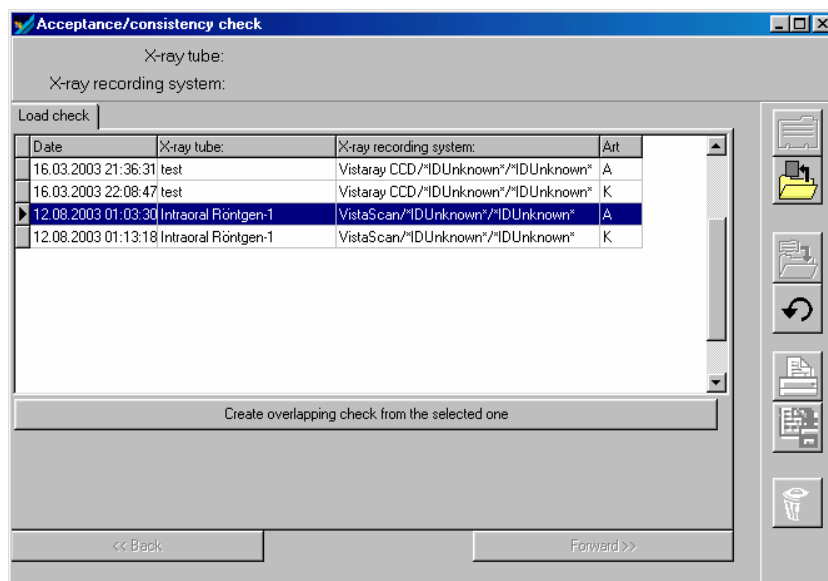 Acceptance/consistency check
X-ray tube:
X-ray recording system:
Load check
Date X-ray tube: X-ray recording system: Art
16.03.2003 21:36:31 test Vistaray CCD/*IDUnknown*/*IDUnknown* A
16.03.2003 22:08:47 test Vistaray CCD/*IDUnknown*/*IDUnknown* K
12.08.2003 01:03:30 Intraoral Röntgen-1 VistaScan/*IDUnknown*/*IDUnknown* A
12.08.2003 01:13:18 Intraoral Röntgen-1 VistaScan/*IDUnknown*/*IDUnknown* K
Create overlapping check from the selected one
<< Back Forward >>